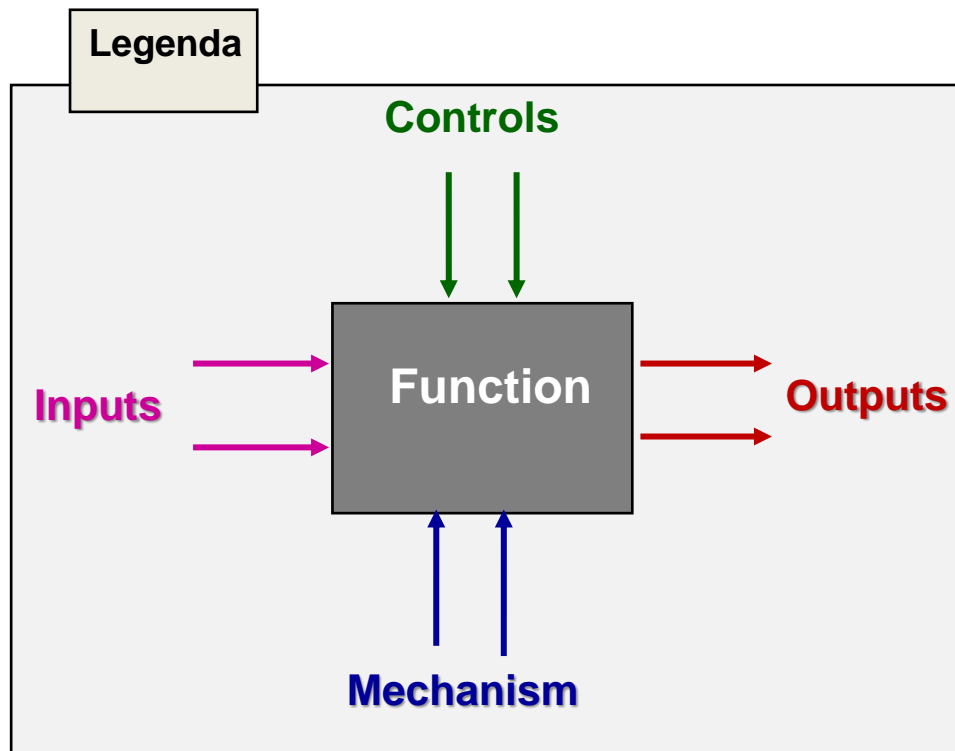 Legenda
Controls
Function
Inputs
Outputs
Mechanism